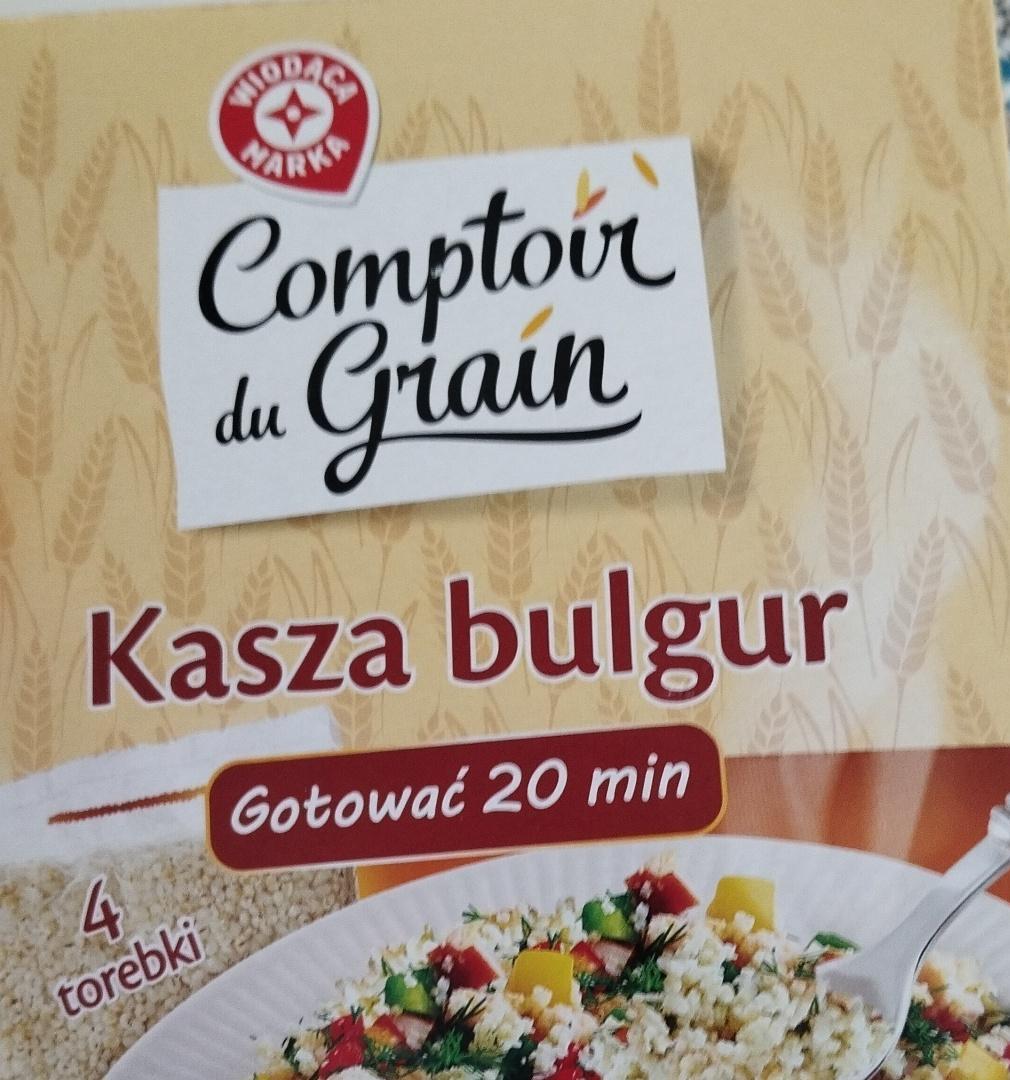 WIODĄCA
MARKA
Comptoir
du Grain
Kasza bulgur
Gotować 20 min
4
torebki